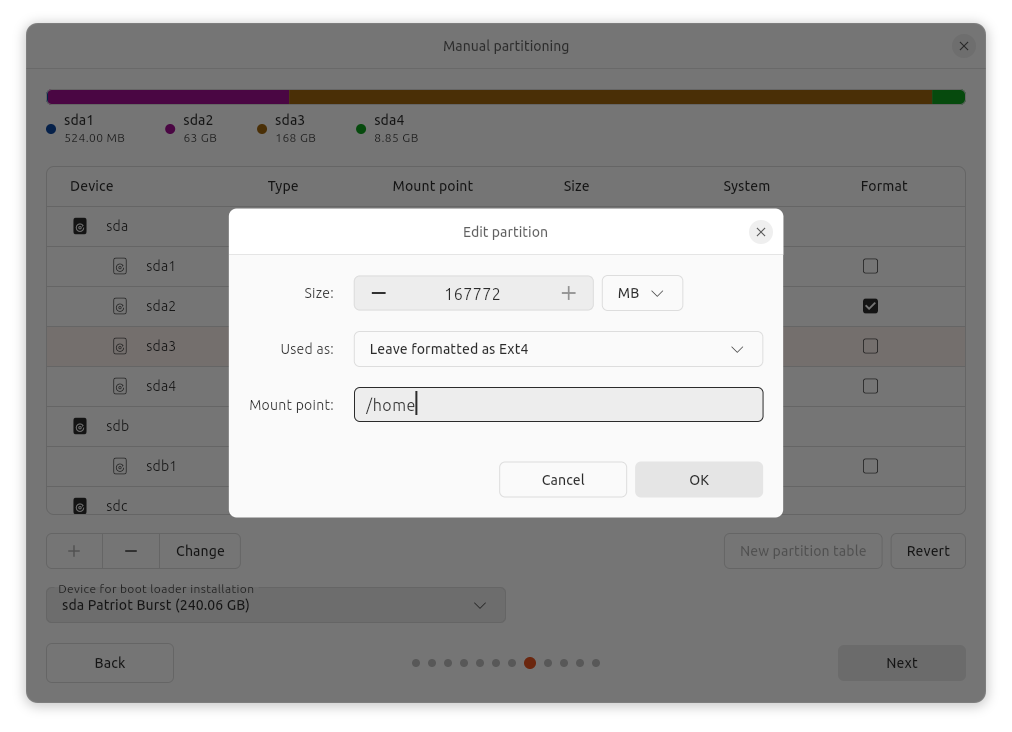 Manual partitioning
sda1 sda2 sda3 sda4
524.00 MB 63 GB 168 GB 8.85 GB
Device Type Mount point Size System Format
sda
sda1
sda2
sda3
sda4
sdb
sdb1
sdc
Edit partition
Size: 167772 MB
Used as: Leave formatted as Ext4
Mount point: /home
Cancel OK
Change New partition table Revert
Device for boot loader installation
sda Patriot Burst (240.06 GB)
Back Next